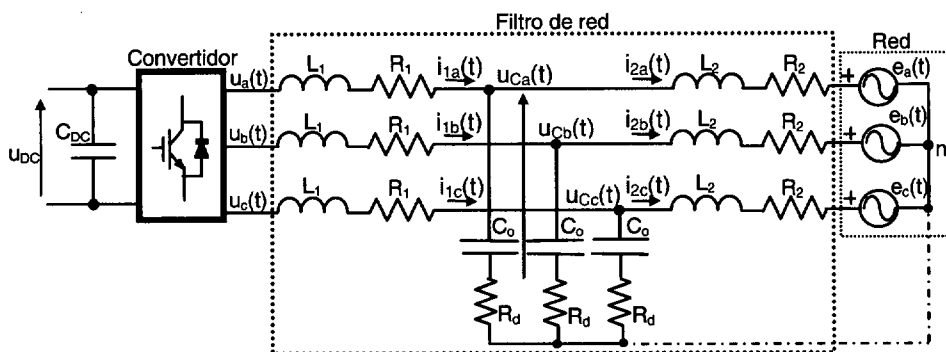 Filtro de red
Convertidor
Red
u_a(t) L_1 R_1 i_1a(t) u_Ca(t) i_2a(t) L_2 R_2 + e_a(t)
u_DC C_DC u_b(t) L_1 R_1 i_1b(t) u_Cb(t) i_2b(t) L_2 R_2 + e_b(t) n
u_c(t) L_1 R_1 i_1c(t) u_Cc(t) i_2c(t) L_2 R_2 + e_c(t)
C_o C_o C_o
R_d R_d R_d